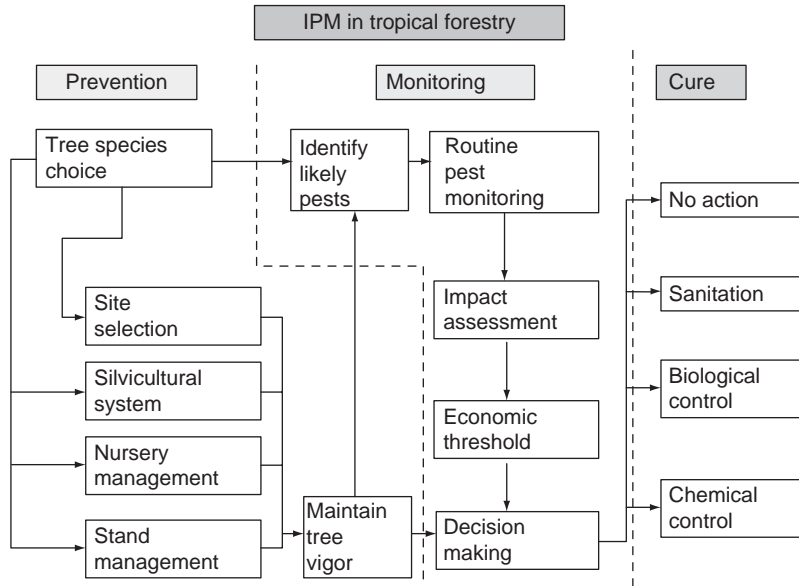 IPM in tropical forestry
Prevention
Monitoring
Cure
Tree species
choice
Identify
likely
pests
Routine
pest
monitoring
No action
Site
selection
Impact
assessment
Sanitation
Silvicultural
system
Biological
control
Economic
threshold
Nursery
management
Stand
management
Maintain
tree
vigor
Decision
making
Chemical
control